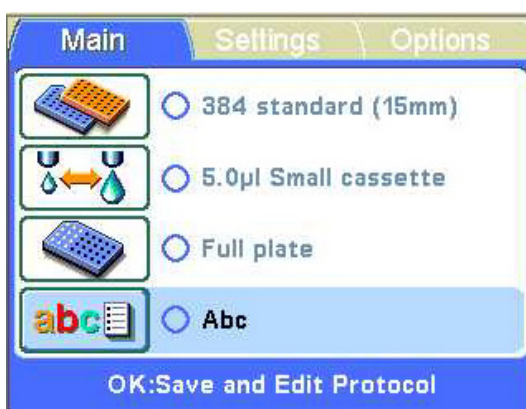 Main Settings Options
384 standard (15mm)
5.0µl Small cassette
Full plate
abc Abc
OK:Save and Edit Protocol